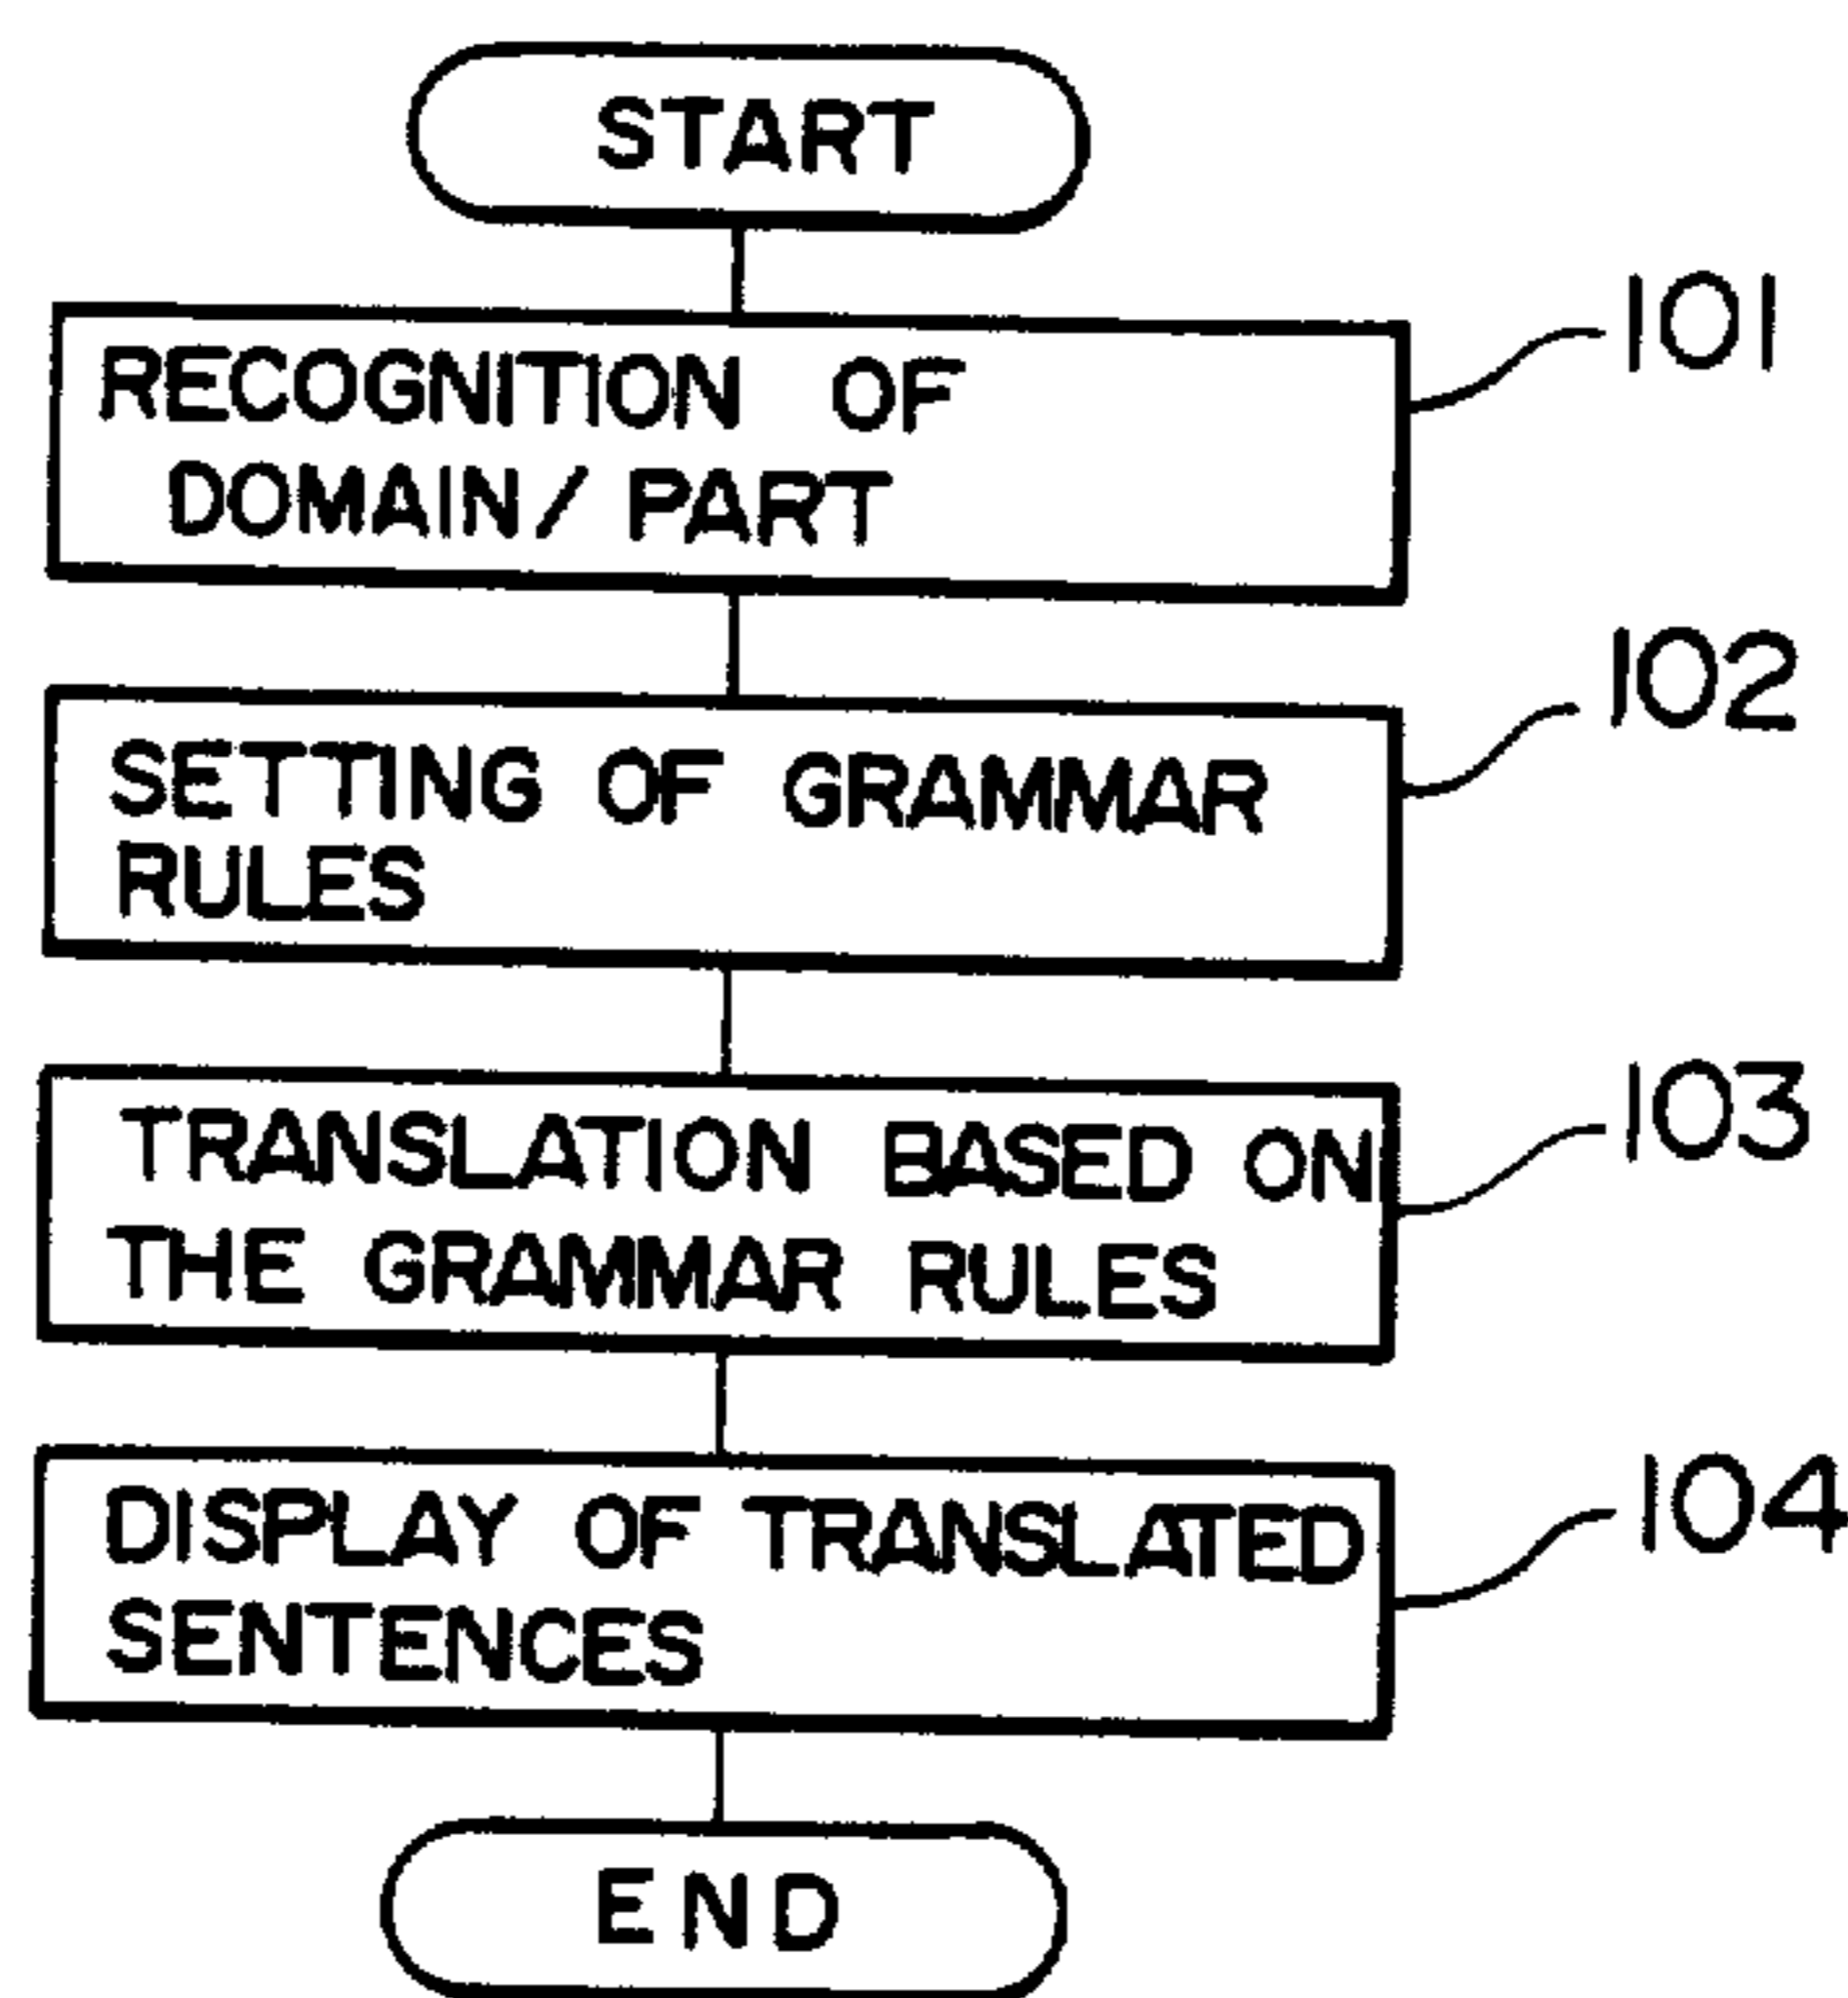 START
101
RECOGNITION OF
DOMAIN/ PART
102
SETTING OF GRAMMAR
RULES
103
TRANSLATION BASED ON
THE GRAMMAR RULES
104
DISPLAY OF TRANSLATED
SENTENCES
END